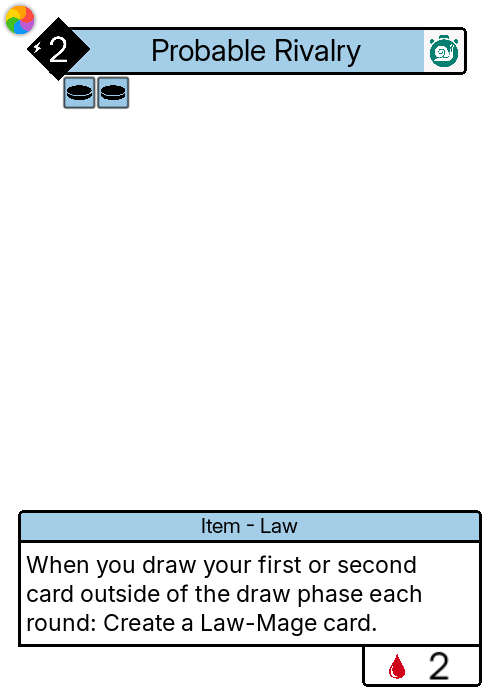 2
Probable Rivalry
Item - Law
When you draw your first or second
card outside of the draw phase each
round: Create a Law-Mage card.
2